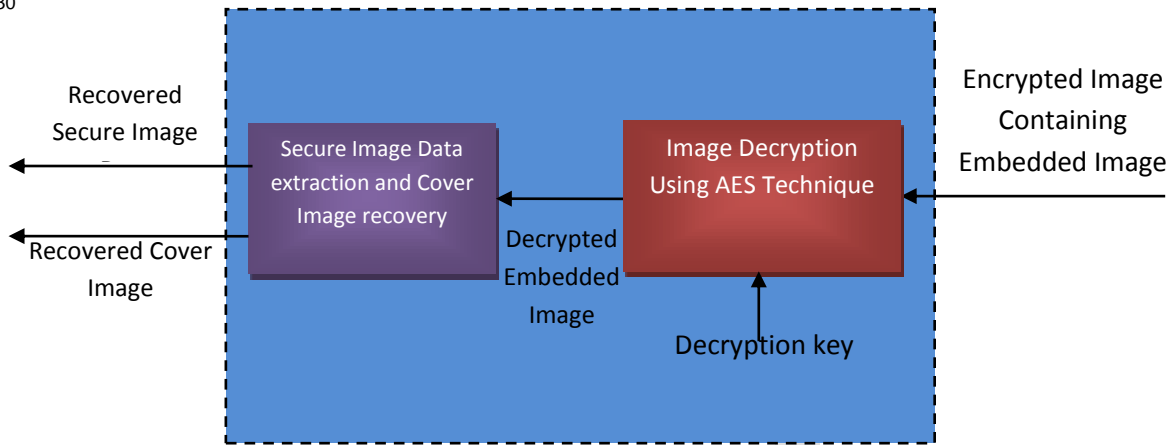 30
Recovered
Secure Image
Recovered Cover
Image
Secure Image Data
extraction and Cover
Image recovery
Decrypted
Embedded
Image
Image Decryption
Using AES Technique
Decryption key
Encrypted Image
Containing
Embedded Image